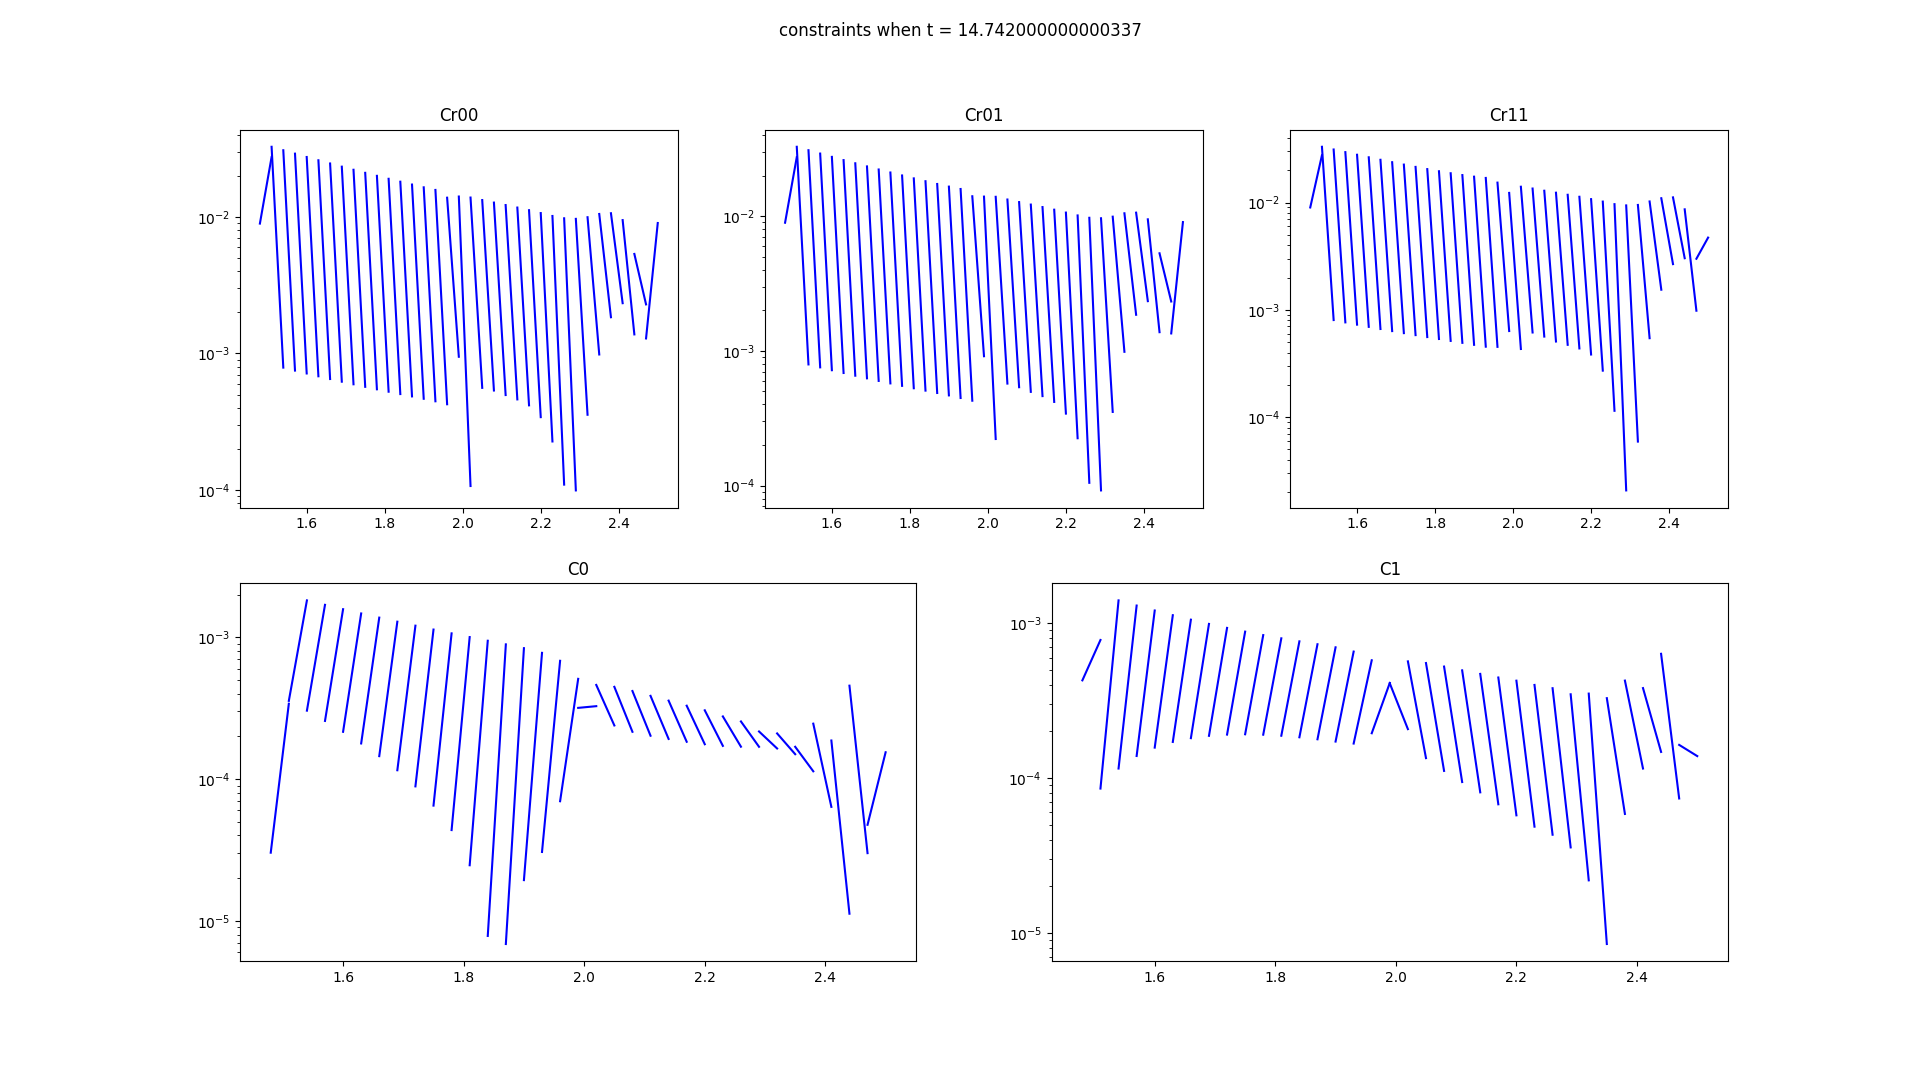 constraints when t = 14.742000000000337
Cr00 Cr01 Cr11
10⁻² 10⁻² 10⁻²
10⁻³ 10⁻³ 10⁻³
10⁻⁴ 10⁻⁴ 10⁻⁴
1.6 1.8 2.0 2.2 2.4 1.6 1.8 2.0 2.2 2.4 1.6 1.8 2.0 2.2 2.4
C0 C1
10⁻³ 10⁻³
10⁻⁴ 10⁻⁴
10⁻⁵ 10⁻⁵
1.6 1.8 2.0 2.2 2.4 1.6 1.8 2.0 2.2 2.4